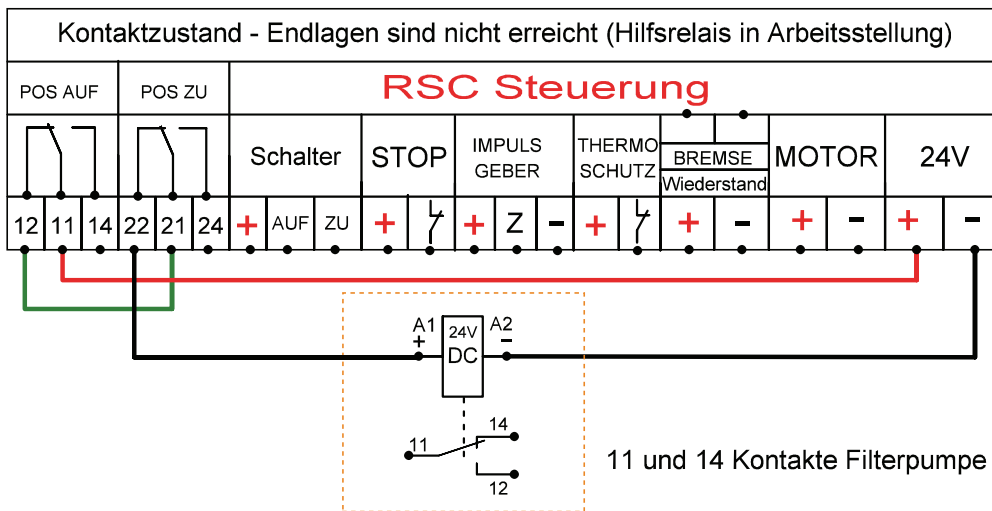 Kontaktzustand - Endlagen sind nicht erreicht (Hilfsrelais in Arbeitsstellung)
POS AUF POS ZU RSC Steuerung
Schalter STOP IMPULS GEBER THERMO SCHUTZ BREMSE Wiederstand MOTOR 24V
12 11 14 22 21 24 + AUF ZU + + Z - + + - + - + -
A1 + 24V DC A2 -
14
11
12
11 und 14 Kontakte Filterpumpe